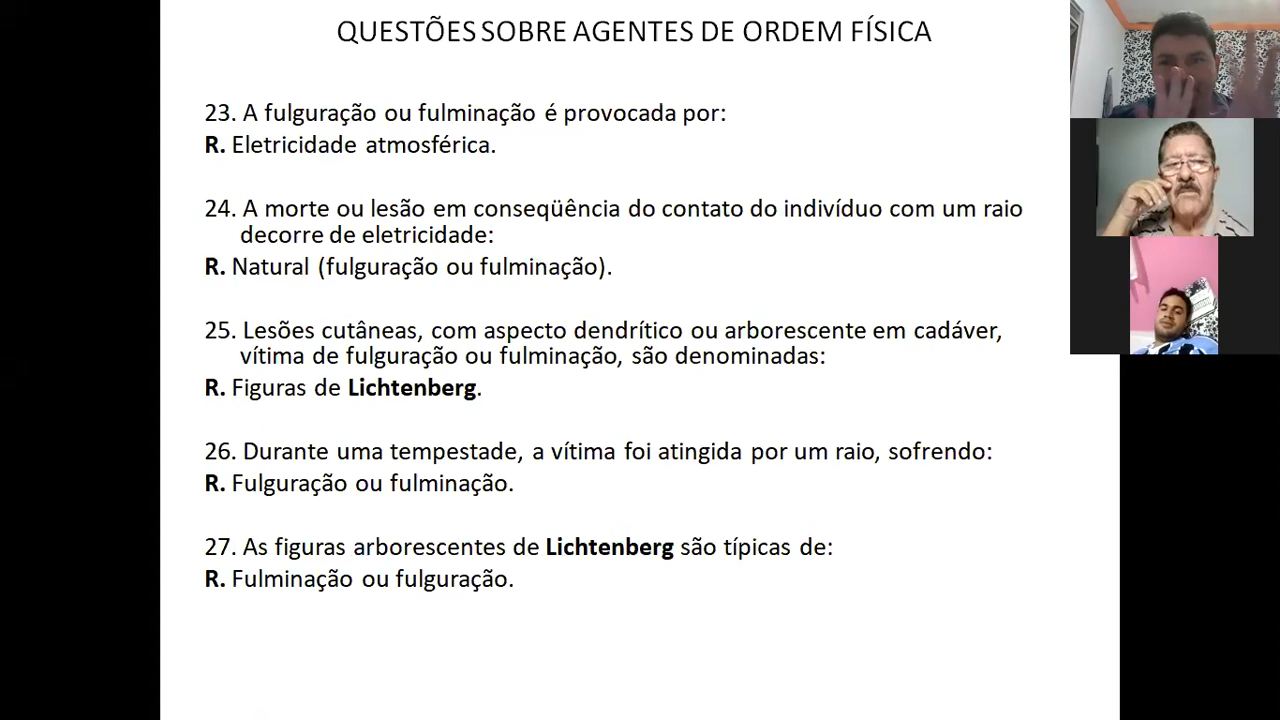 QUESTÕES SOBRE AGENTES DE ORDEM FÍSICA
23. A fulguração ou fulminação é provocada por:
R. Eletricidade atmosférica.
24. A morte ou lesão em conseqüência do contato do indivíduo com um raio
decorre de eletricidade:
R. Natural (fulguração ou fulminação).
25. Lesões cutâneas, com aspecto dendrítico ou arborescente em cadáver,
vítima de fulguração ou fulminação, são denominadas:
R. Figuras de Lichtenberg.
26. Durante uma tempestade, a vítima foi atingida por um raio, sofrendo:
R. Fulguração ou fulminação.
27. As figuras arborescentes de Lichtenberg são típicas de:
R. Fulminação ou fulguração.